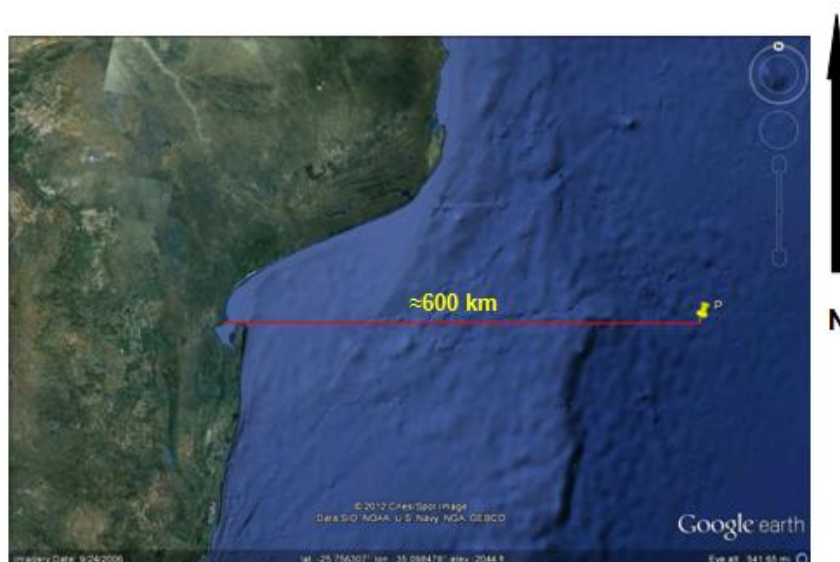 N
≈600 km
P
© 2012 Cnes/Spot Image
Data SIO, NOAA, U.S. Navy, NGA, GEBCO
Google earth
Imagery Date: 9/24/2006
lat -25.756307° lon 35.098478° elev -2044 ft
Eye alt 541.65 mi
N